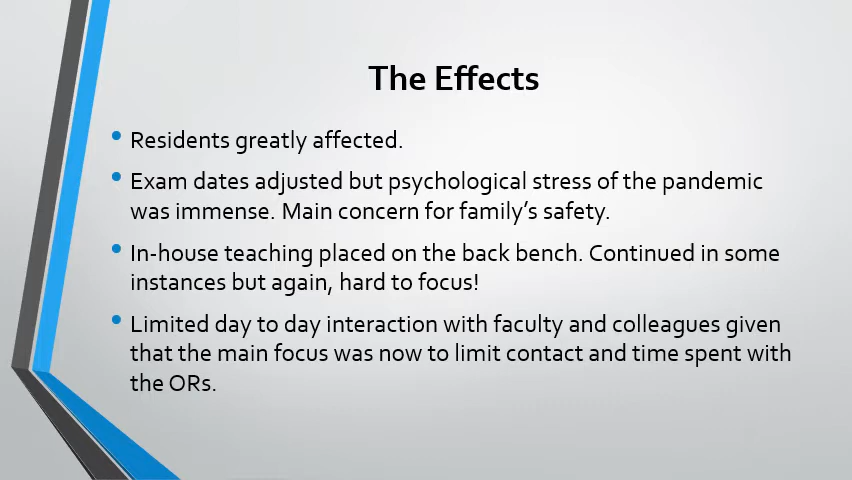 The Effects
Residents greatly affected.
Exam dates adjusted but psychological stress of the pandemic
was immense. Main concern for family’s safety.
In-house teaching placed on the back bench. Continued in some
instances but again, hard to focus!
Limited day to day interaction with faculty and colleagues given
that the main focus was now to limit contact and time spent with
the ORs.